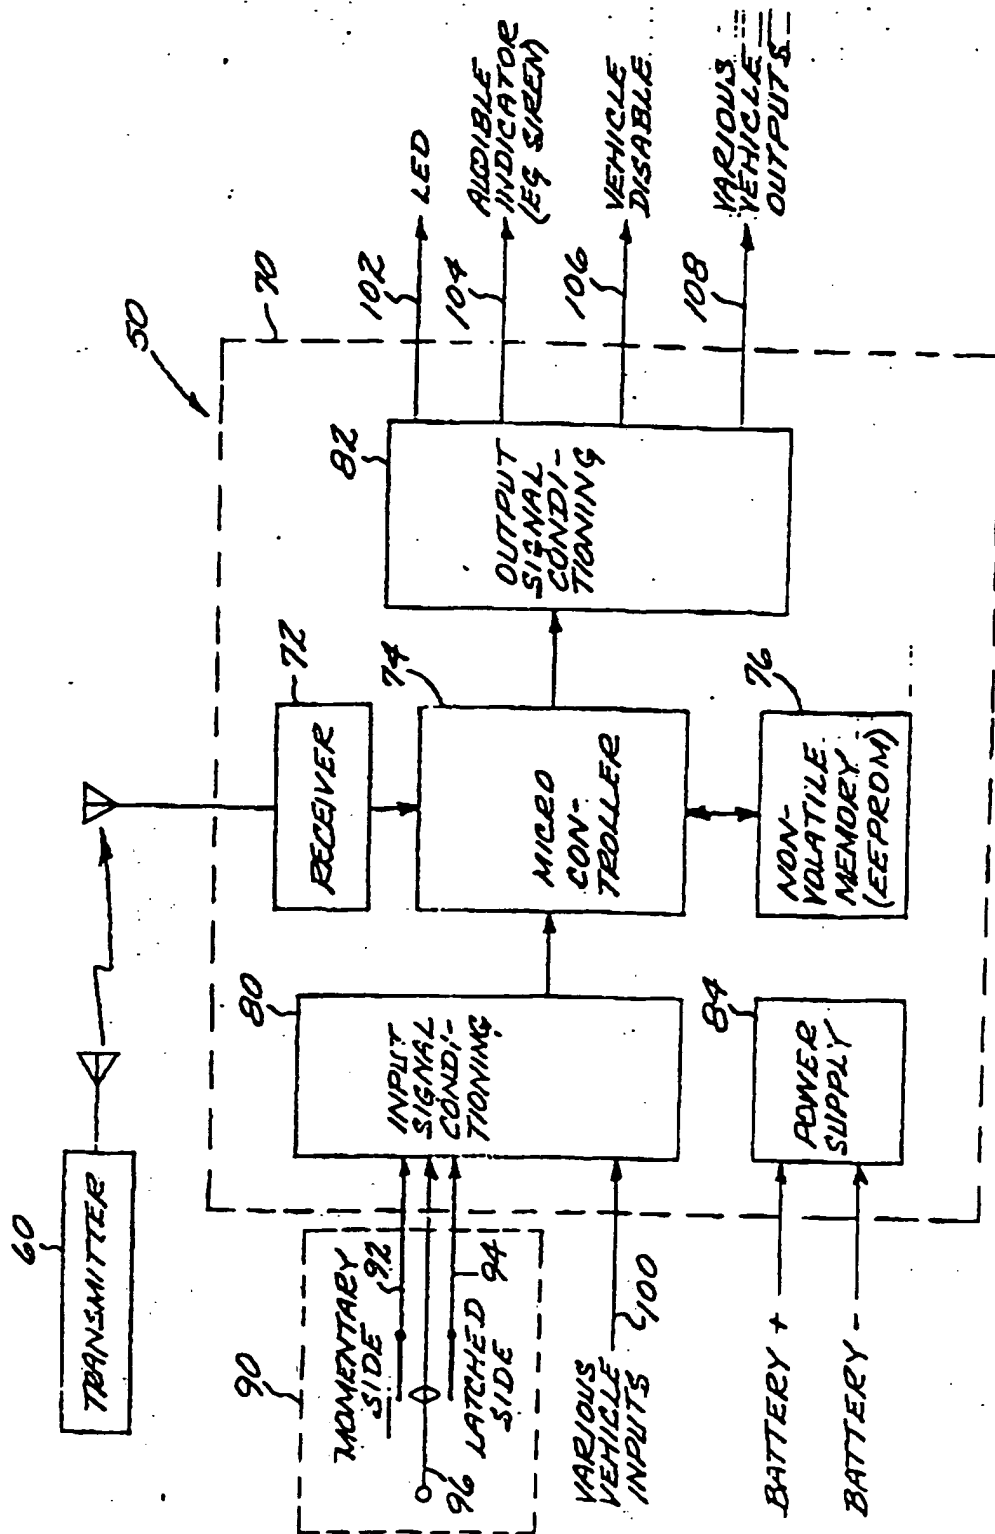 50
60
TRANSMITTER
70
72
RECEIVER
74
MICRO
CON-
TROLLER
76
NON-
VOLATILE
MEMORY
(EEPROM)
80
INPUT
SIGNAL
CONDI-
TIONING
82
OUTPUT
SIGNAL
CONDI-
TIONING
84
POWER
SUPPLY
90
MOMENTARY
SIDE
92
94
LATCHED
SIDE
96
VARIOUS
VEHICLE
INPUTS
100
BATTERY +
BATTERY -
102
LED
104
AUDIBLE
INDICATOR
(EG SIREN)
106
VEHICLE
DISABLE
108
VARIOUS
VEHICLE
OUTPUTS